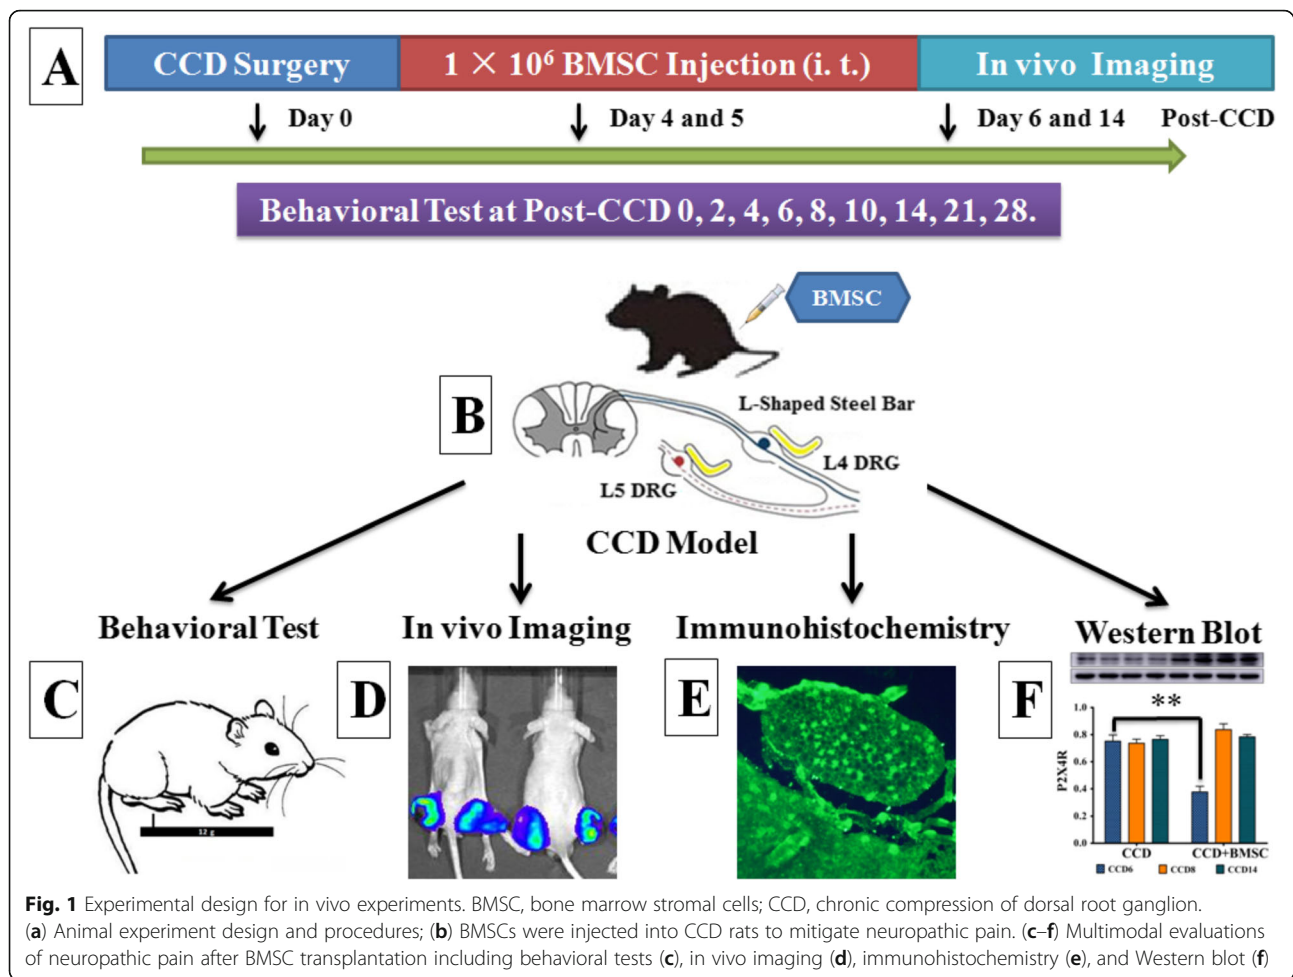 A
CCD Surgery
1 × 10⁶ BMSC Injection (i. t.)
In vivo Imaging
Day 0
Day 4 and 5
Day 6 and 14
Post-CCD
Behavioral Test at Post-CCD 0, 2, 4, 6, 8, 10, 14, 21, 28.
BMSC
B
L-Shaped Steel Bar
L4 DRG
L5 DRG
CCD Model
Behavioral Test
In vivo Imaging
Immunohistochemistry
Western Blot
C
12 g
D
E
F
**
P2X4R
1.0
0.8
0.6
0.4
0.2
0.0
CCD
CCD+BMSC
CCD6
CCD8
CCD14
Fig. 1 Experimental design for in vivo experiments. BMSC, bone marrow stromal cells; CCD, chronic compression of dorsal root ganglion.
(a) Animal experiment design and procedures; (b) BMSCs were injected into CCD rats to mitigate neuropathic pain. (c–f) Multimodal evaluations
of neuropathic pain after BMSC transplantation including behavioral tests (c), in vivo imaging (d), immunohistochemistry (e), and Western blot (f)